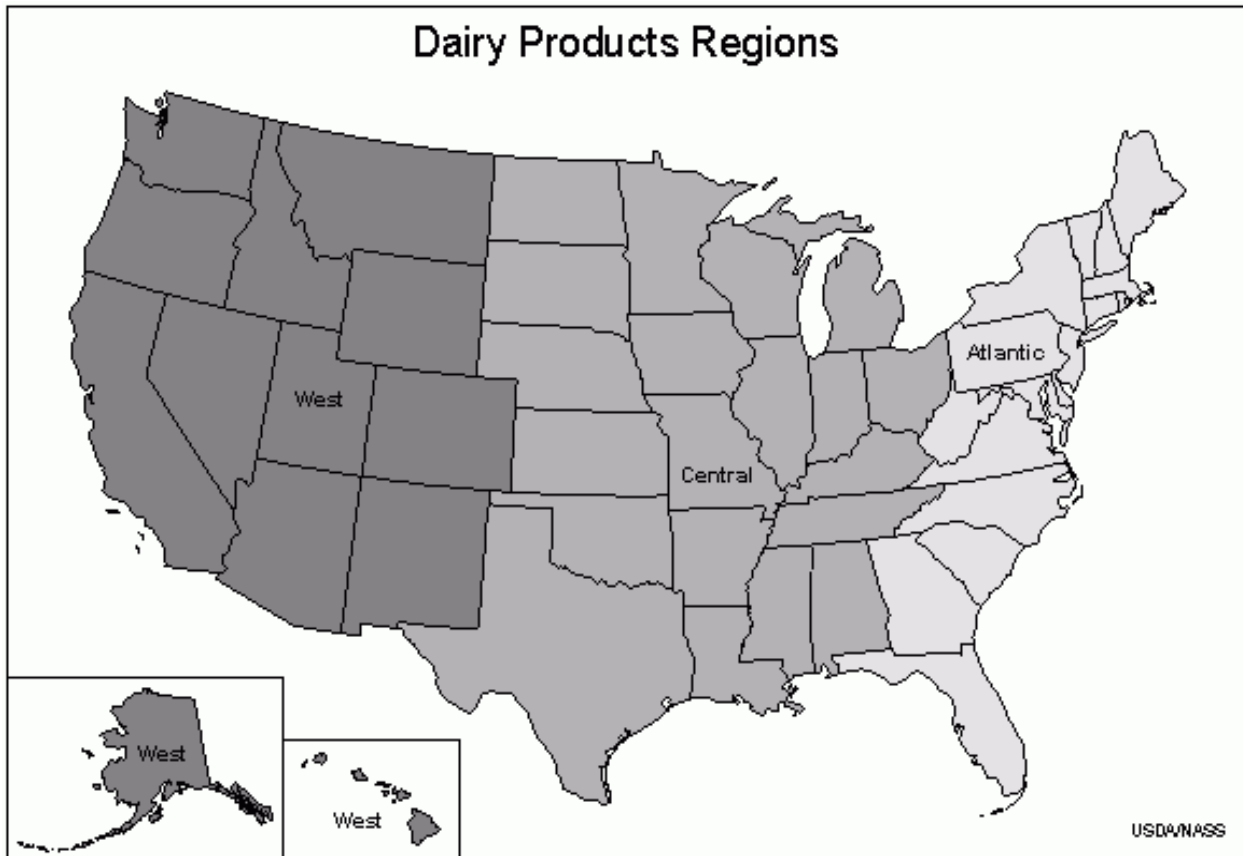 Dairy Products Regions
Atlantic
West
Central
West
West
USDA/NASS